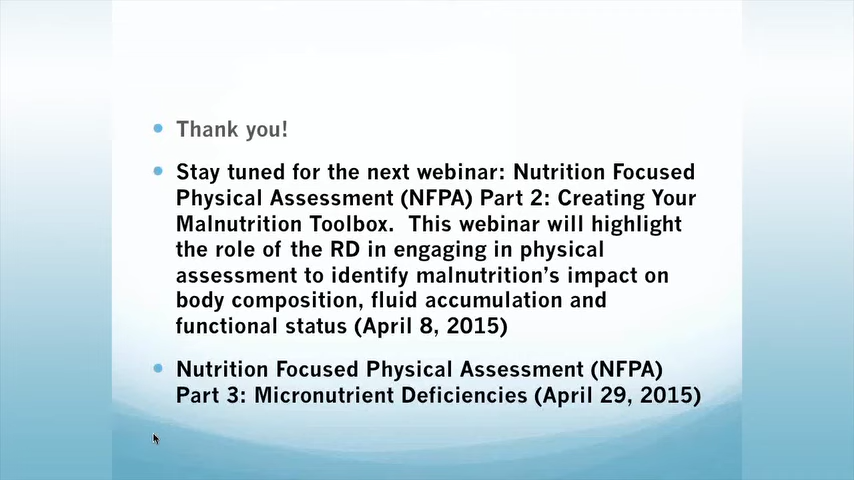 Thank you!
Stay tuned for the next webinar: Nutrition Focused
Physical Assessment (NFPA) Part 2: Creating Your
Malnutrition Toolbox.  This webinar will highlight
the role of the RD in engaging in physical
assessment to identify malnutrition’s impact on
body composition, fluid accumulation and
functional status (April 8, 2015)
Nutrition Focused Physical Assessment (NFPA)
Part 3: Micronutrient Deficiencies (April 29, 2015)